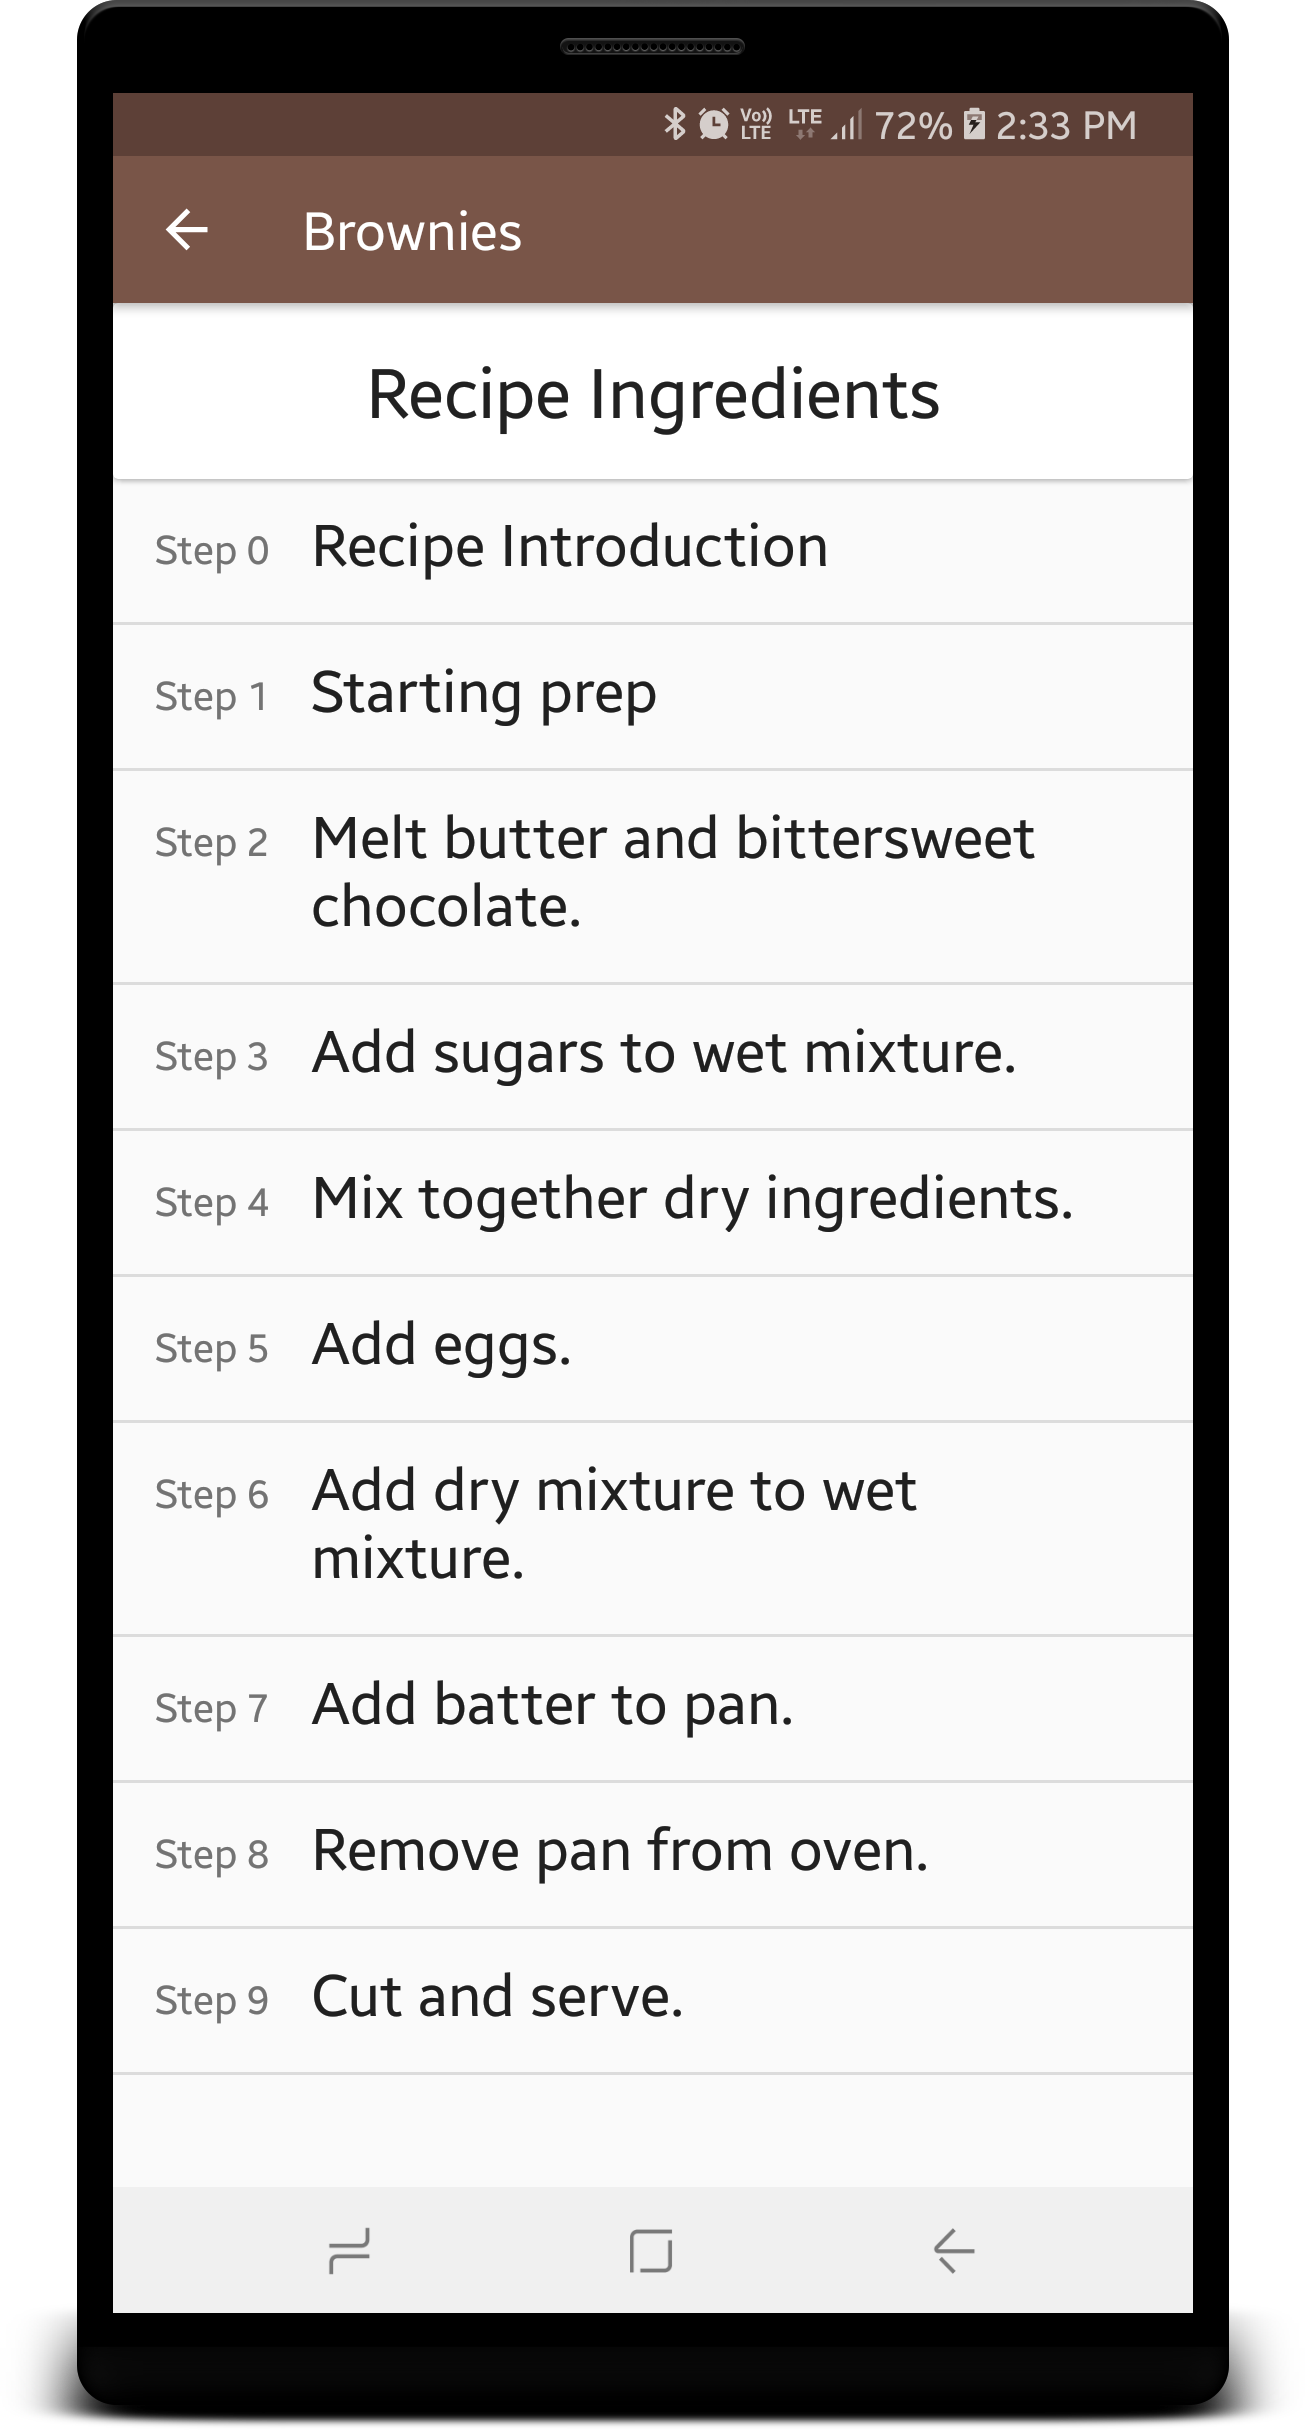 Vo)) LTE LTE 72% 2:33 PM
Brownies
Recipe Ingredients
Step 0 Recipe Introduction
Step 1 Starting prep
Step 2 Melt butter and bittersweet
chocolate.
Step 3 Add sugars to wet mixture.
Step 4 Mix together dry ingredients.
Step 5 Add eggs.
Step 6 Add dry mixture to wet
mixture.
Step 7 Add batter to pan.
Step 8 Remove pan from oven.
Step 9 Cut and serve.